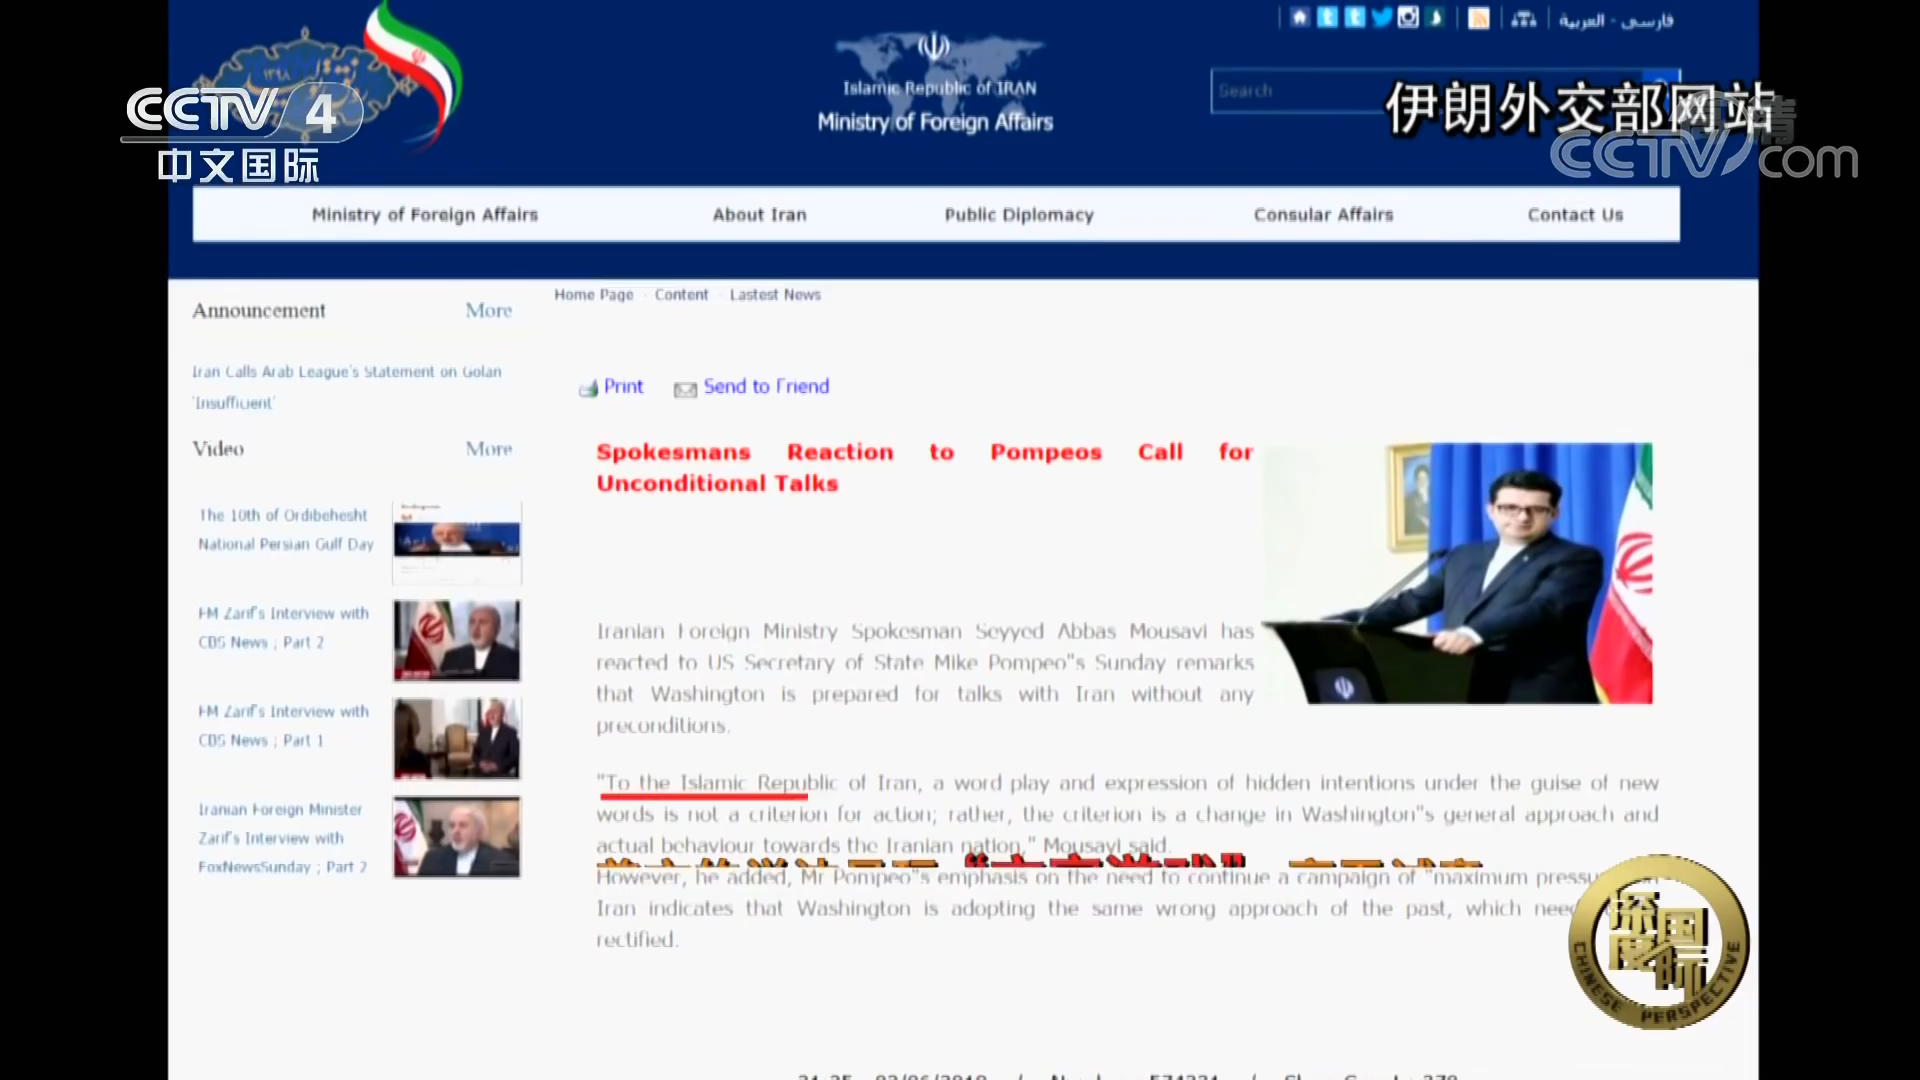 CCTV 4
中文国际
Islamic Republic of IRAN
Ministry of Foreign Affairs
فارسی - العربية
Search
伊朗外交部网站
CCTV.com
Ministry of Foreign Affairs About Iran Public Diplomacy Consular Affairs Contact Us
Home Page Content Lastest News
Announcement More
Iran Calls Arab League's Statement on Golan
'Insufficient'
Video More
The 10th of Ordibehesht
National Persian Gulf Day
FM Zarif's Interview with
CBS News ; Part 2
FM Zarif's Interview with
CBS News ; Part 1
Iranian Foreign Minister
Zarif's Interview with
FoxNewsSunday ; Part 2
Print Send to Friend
Spokesmans Reaction to Pompeos Call for
Unconditional Talks
Iranian Foreign Ministry Spokesman Seyyed Abbas Mousavi has
reacted to US Secretary of State Mike Pompeo"s Sunday remarks
that Washington is prepared for talks with Iran without any
preconditions.
"To the Islamic Republic of Iran, a word play and expression of hidden intentions under the guise of new
words is not a criterion for action; rather, the criterion is a change in Washington"s general approach and
actual behaviour towards the Iranian nation," Mousavi said.
However, he added, Mr Pompeo"s emphasis on the need to continue a campaign of "maximum
Iran indicates that Washington is adopting the same wrong approach of the past, which
rectified.
深度国际
CHINESE PERSPECTIVE